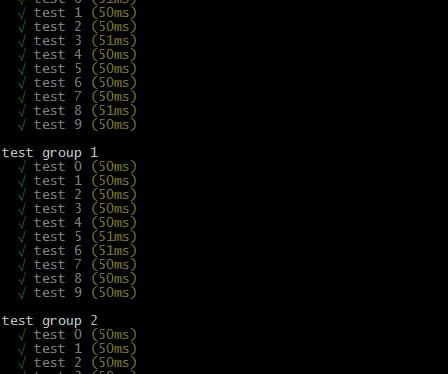 √ test 0 (51ms)
√ test 1 (50ms)
√ test 2 (50ms)
√ test 3 (51ms)
√ test 4 (50ms)
√ test 5 (50ms)
√ test 6 (50ms)
√ test 7 (50ms)
√ test 8 (51ms)
√ test 9 (50ms)
test group 1
√ test 0 (50ms)
√ test 1 (50ms)
√ test 2 (50ms)
√ test 3 (50ms)
√ test 4 (50ms)
√ test 5 (51ms)
√ test 6 (51ms)
√ test 7 (50ms)
√ test 8 (50ms)
√ test 9 (50ms)
test group 2
√ test 0 (50ms)
√ test 1 (50ms)
√ test 2 (50ms)